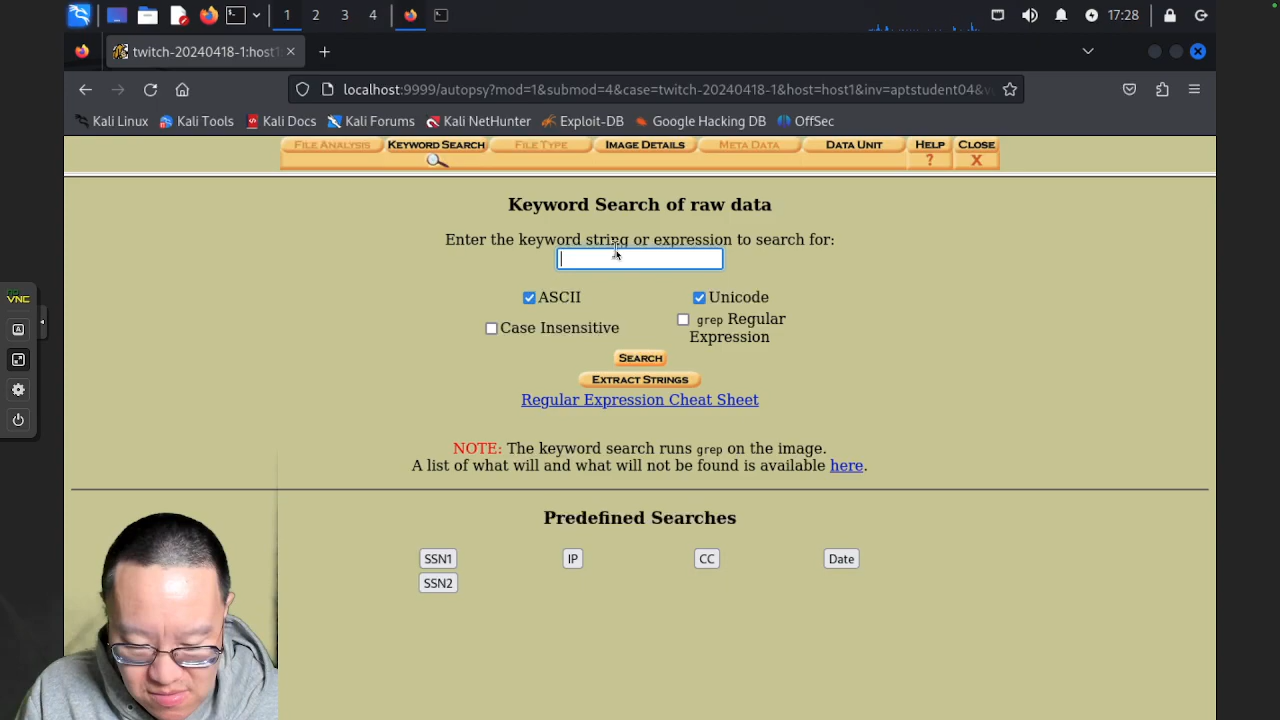 1 2 3 4 17:28
twitch-20240418-1:host1
localhost:9999/autopsy?mod=1&submod=4&case=twitch-20240418-1&host=host1&inv=aptstudent04&v
Kali Linux Kali Tools Kali Docs Kali Forums Kali NetHunter Exploit-DB Google Hacking DB OffSec
FILE ANALYSIS KEYWORD SEARCH FILE TYPE IMAGE DETAILS META DATA DATA UNIT HELP CLOSE
? X
Keyword Search of raw data
Enter the keyword string or expression to search for:
ASCII Unicode
Case Insensitive grep Regular
Expression
SEARCH
EXTRACT STRINGS
Regular Expression Cheat Sheet
NOTE: The keyword search runs grep on the image.
A list of what will and what will not be found is available here.
Predefined Searches
SSN1 IP CC Date
SSN2
no
VNC
A